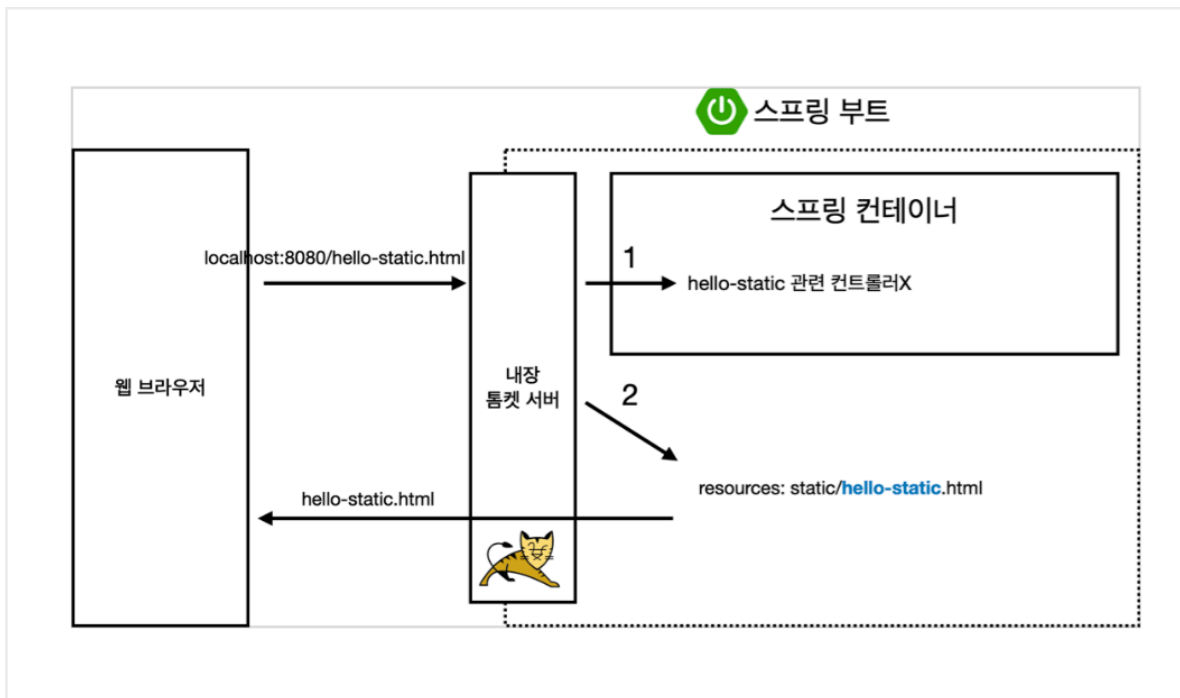 스프링 부트
스프링 컨테이너
localhost:8080/hello-static.html
1
hello-static 관련 컨트롤러X
웹 브라우저
내장
톰켓 서버
2
resources: static/hello-static.html
hello-static.html